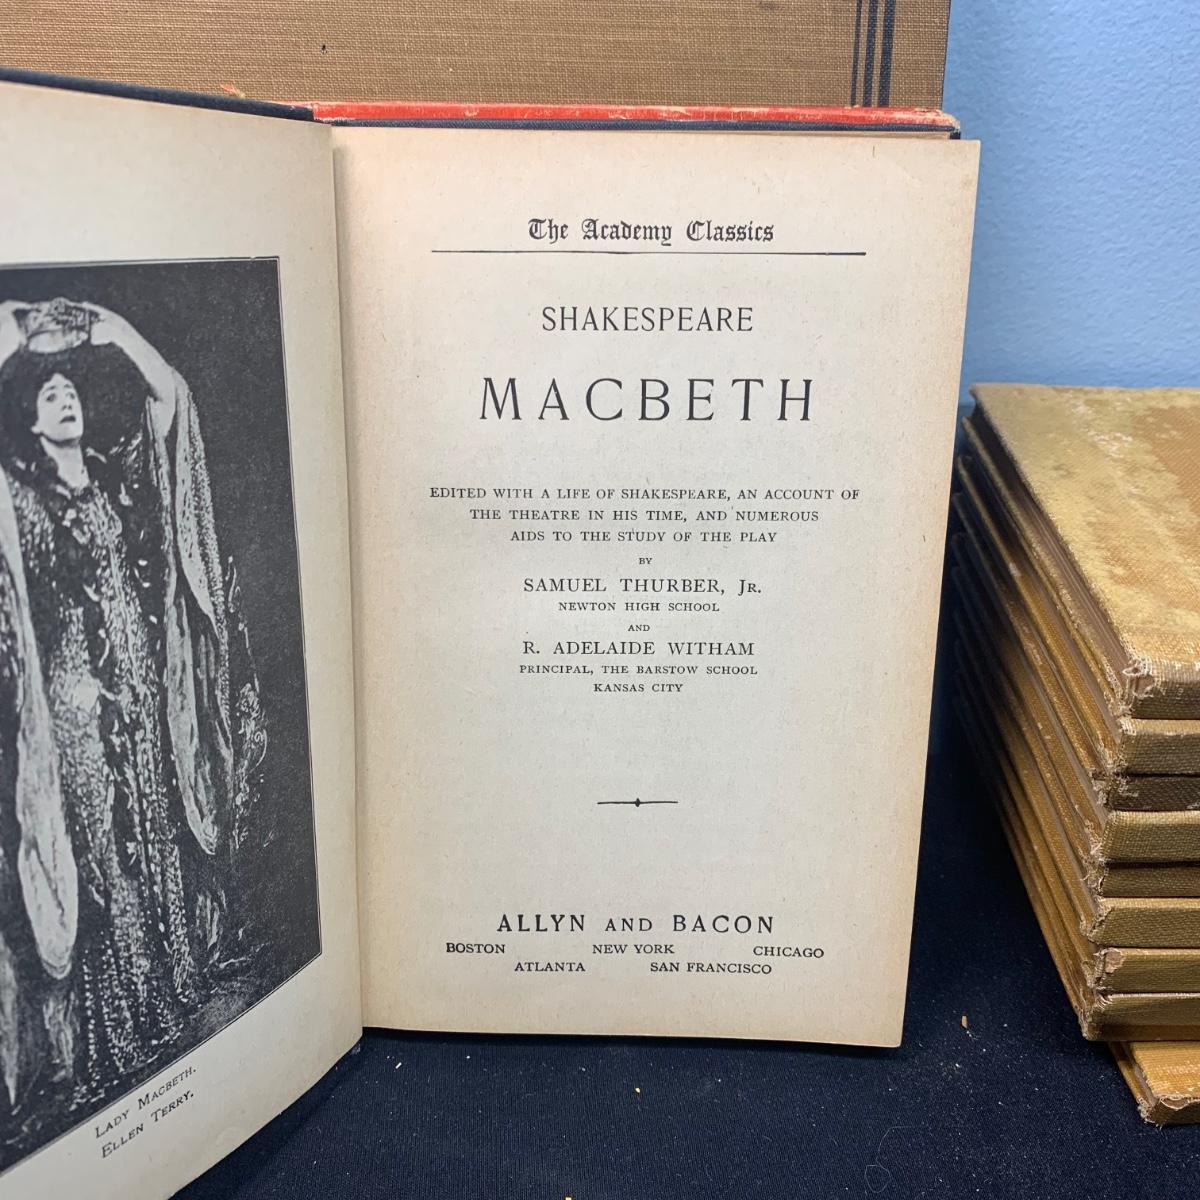 LADY MACBETH.
ELLEN TERRY.
The Academy Classics
SHAKESPEARE
MACBETH
EDITED WITH A LIFE OF SHAKESPEARE, AN ACCOUNT OF
THE THEATRE IN HIS TIME, AND NUMEROUS
AIDS TO THE STUDY OF THE PLAY
BY
SAMUEL THURBER, JR.
NEWTON HIGH SCHOOL
AND
R. ADELAIDE WITHAM
PRINCIPAL, THE BARSTOW SCHOOL
KANSAS CITY
ALLYN AND BACON
BOSTON NEW YORK CHICAGO
ATLANTA SAN FRANCISCO